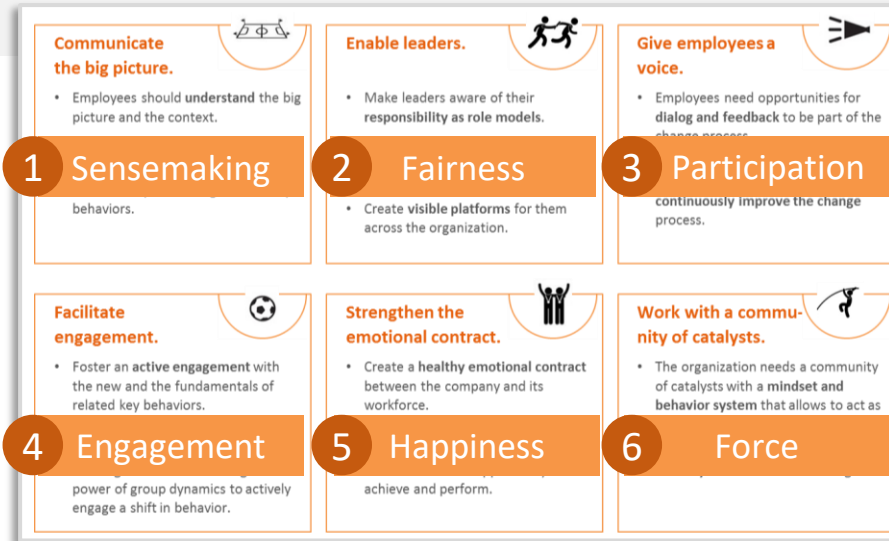 Communicate
the big picture.
• Employees should understand the big
picture and the context.
1 Sensemaking
behaviors.
Enable leaders.
• Make leaders aware of their
responsibility as role models.
2 Fairness
• Create visible platforms for them
across the organization.
Give employees a
voice.
• Employees need opportunities for
dialog and feedback to be part of the
change process.
3 Participation
continuously improve the change
process.
Facilitate
engagement.
• Foster an active engagement with
the new and the fundamentals of
related key behaviors.
4 Engagement
power of group dynamics to actively
engage a shift in behavior.
Strengthen the
emotional contract.
• Create a healthy emotional contract
between the company and its
workforce.
5 Happiness
achieve and perform.
Work with a commu-
nity of catalysts.
• The organization needs a community
of catalysts with a mindset and
behavior system that allows to act as
6 Force